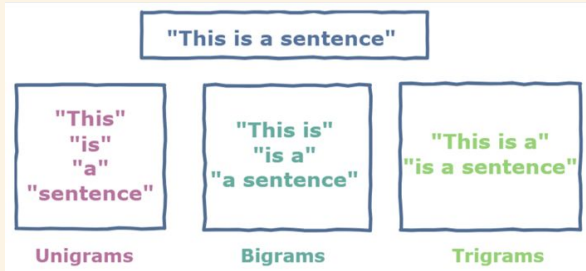 "This is a sentence"
"This"
"is"
"a"
"sentence"
"This is"
"is a"
"a sentence"
"This is a"
"is a sentence"
Unigrams
Bigrams
Trigrams